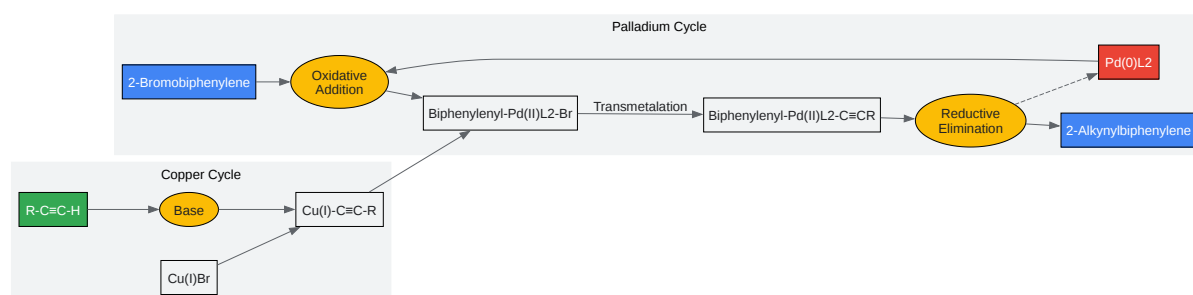 Palladium Cycle
2-Bromobiphenylene
Oxidative
Addition
Biphenylenyl-Pd(II)L2-Br
Transmetalation
Biphenylenyl-Pd(II)L2-C≡CR
Reductive
Elimination
Pd(0)L2
2-Alkynylbiphenylene
Copper Cycle
R-C≡C-H
Base
Cu(I)-C≡C-R
Cu(I)Br